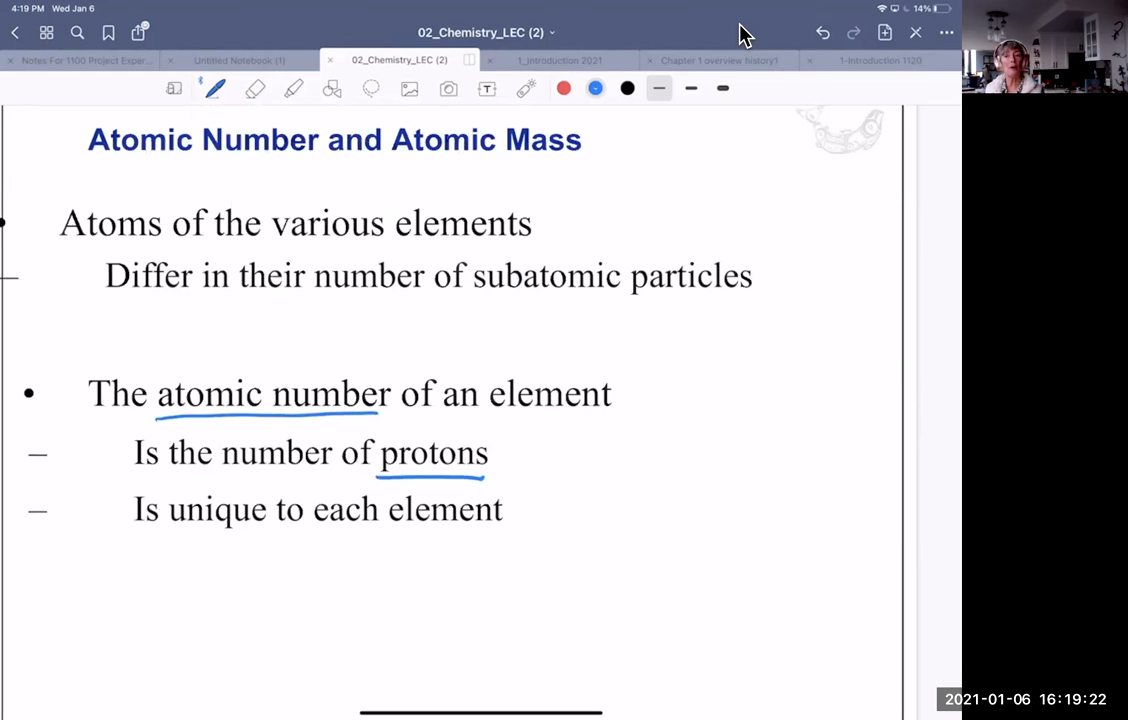 4:19 PM Wed Jan 6
14%
02_Chemistry_LEC (2)
Notes For 1100 Project Exper...
Untitled Notebook (1)
02_Chemistry_LEC (2)
1_Introduction 2021
Chapter 1 overview history1
1-Introduction 1120
T
Atomic Number and Atomic Mass
• Atoms of the various elements
– Differ in their number of subatomic particles
• The atomic number of an element
– Is the number of protons
– Is unique to each element
2021-01-06 16:19:22